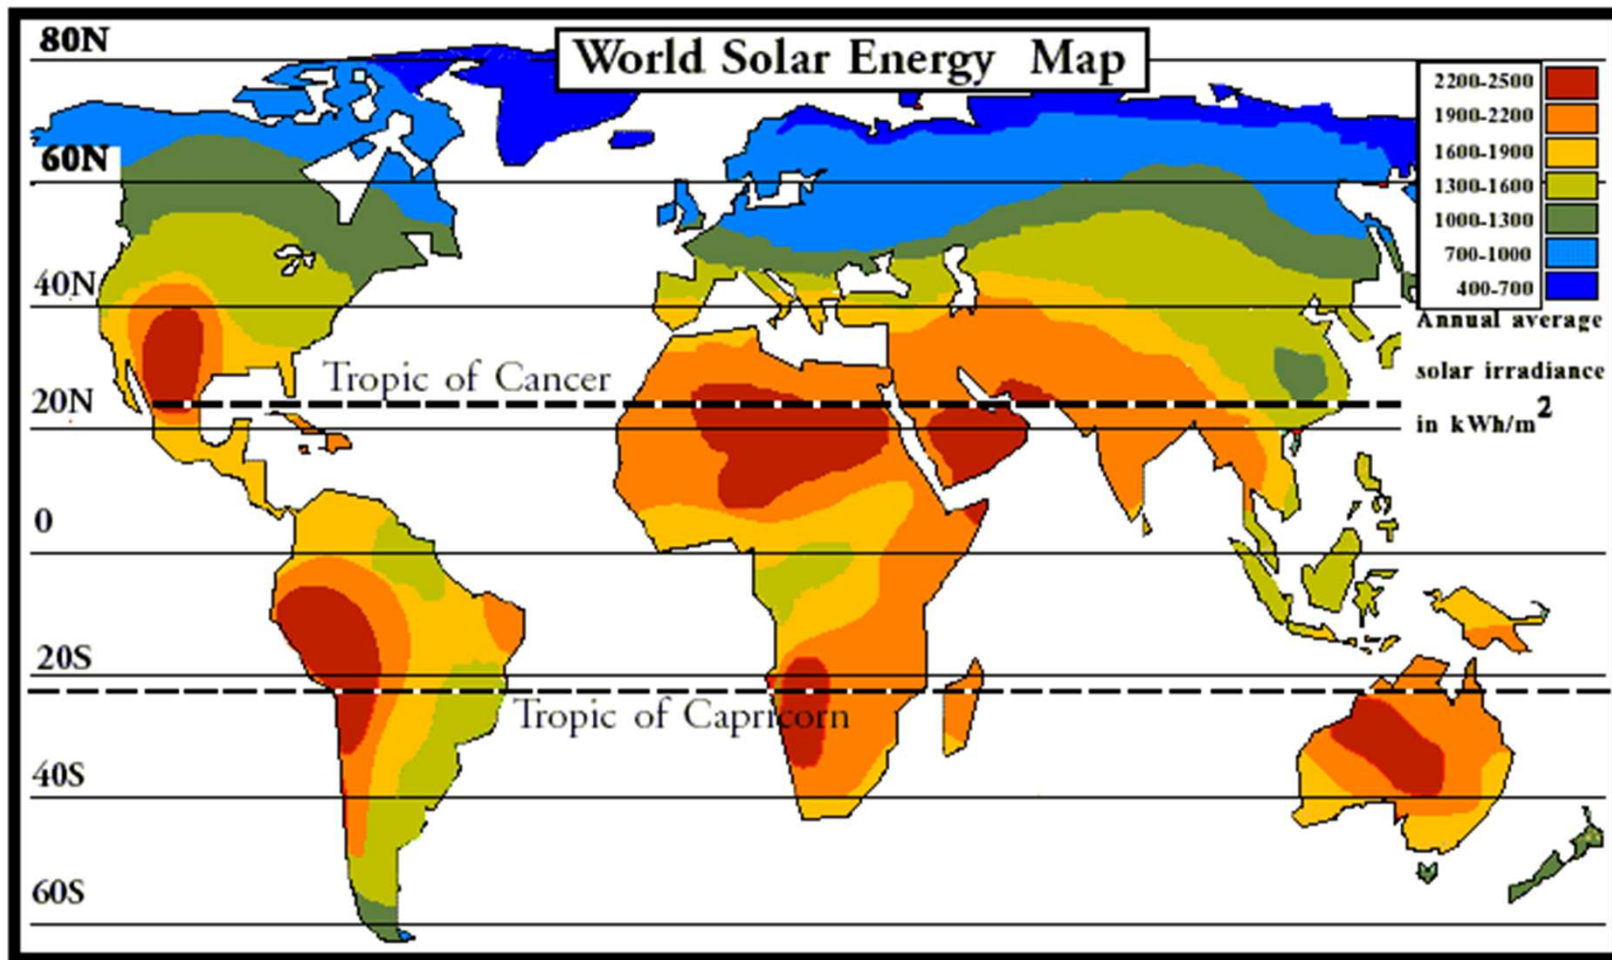 World Solar Energy Map
80N
60N
40N
20N
0
20S
40S
60S
Tropic of Cancer
Tropic of Capricorn
2200-2500
1900-2200
1600-1900
1300-1600
1000-1300
700-1000
400-700
Annual average
solar irradiance
in kWh/m²